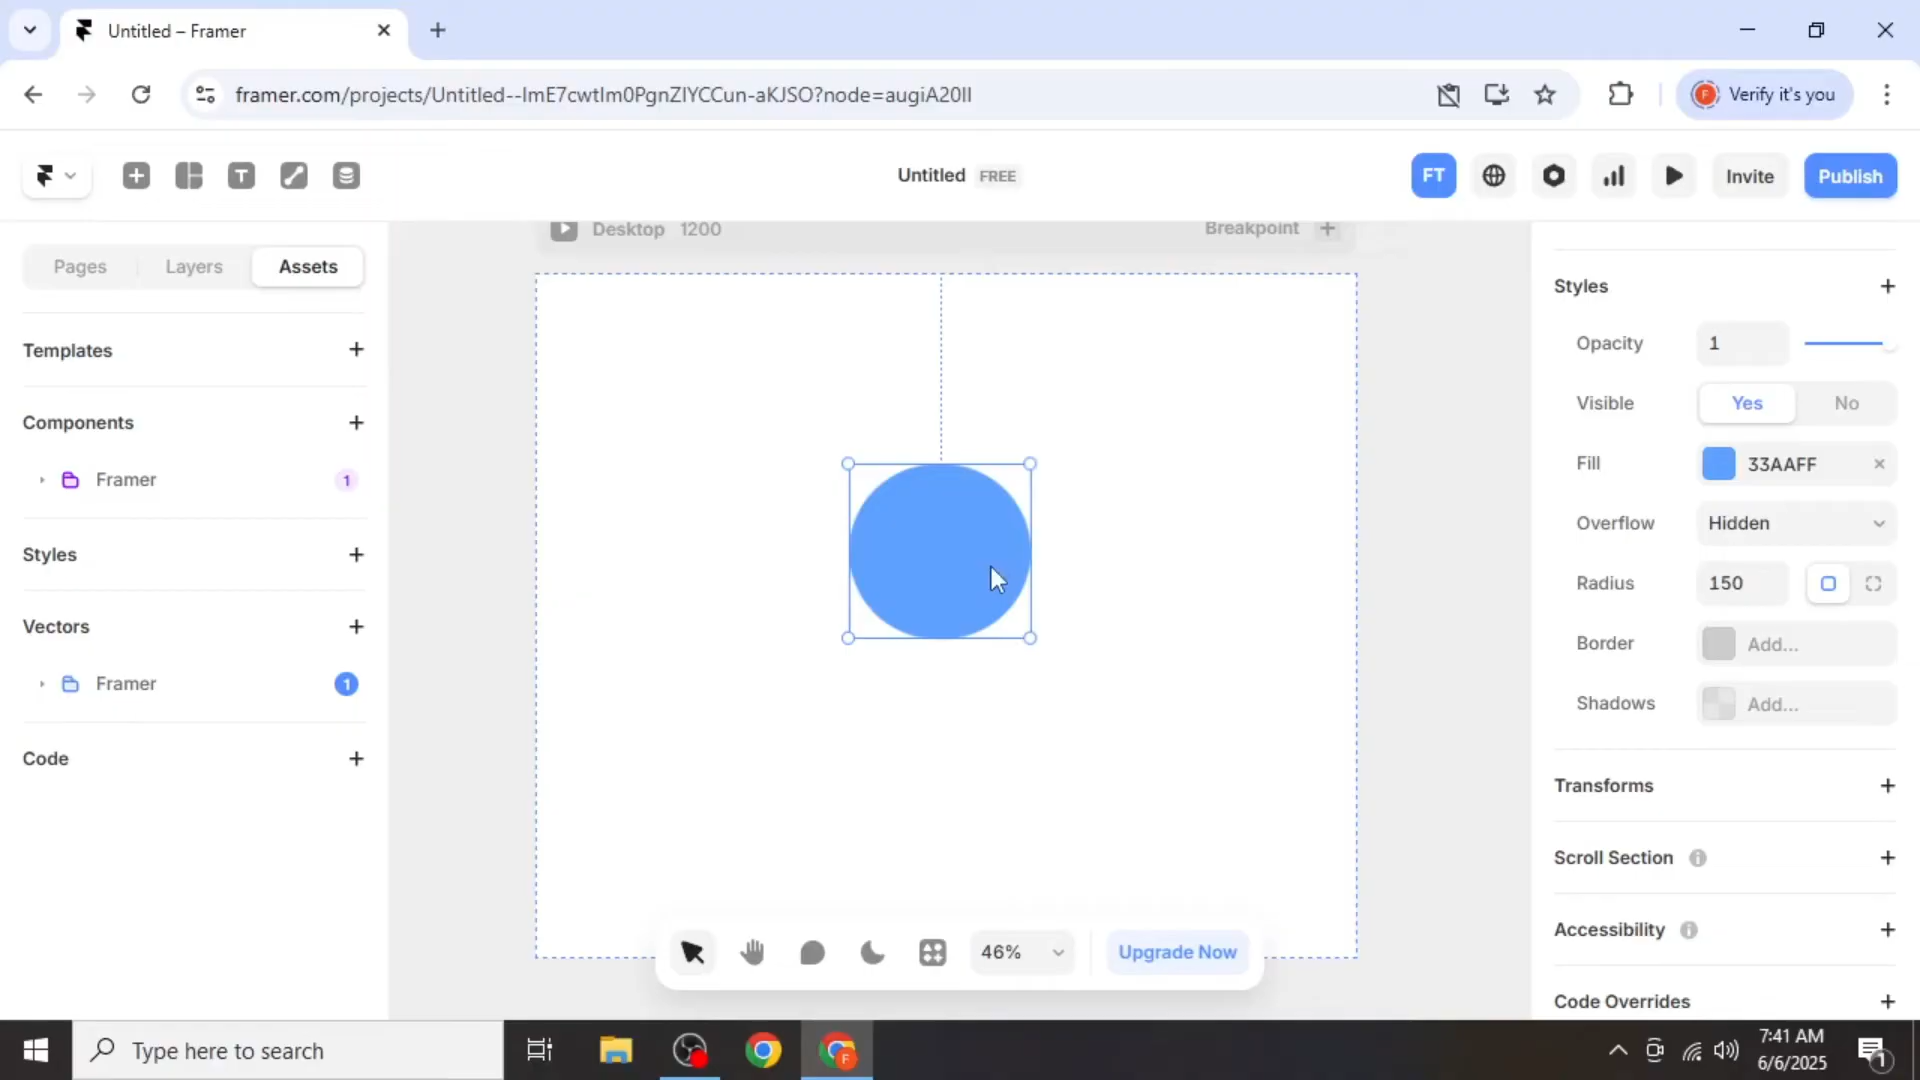 Untitled – Framer
framer.com/projects/Untitled--ImE7cwtIm0PgnZIYCCun-aKJSO?node=augiA20Il
F
Verify it's you
Untitled FREE
FT
Invite
Publish
Pages
Layers
Assets
Templates
Components
Framer
1
Styles
Vectors
Framer
1
Code
Desktop 1200
Breakpoint
46%
Upgrade Now
Styles
Opacity
1
Visible
Yes
No
Fill
33AAFF
Overflow
Hidden
Radius
150
Border
Add...
Shadows
Add...
Transforms
Scroll Section
Accessibility
Code Overrides
Type here to search
F
7:41 AM
6/6/2025
1